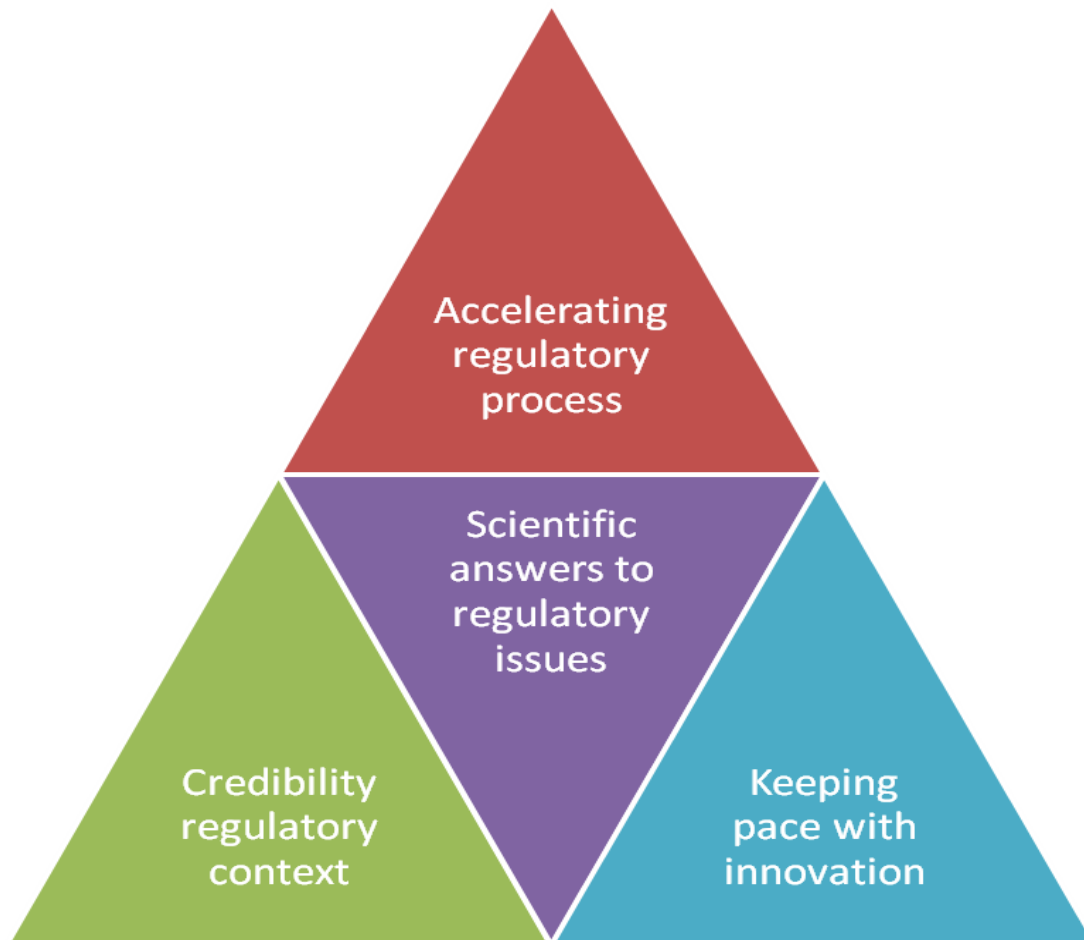 Accelerating
regulatory
process
Scientific
answers to
regulatory
issues
Credibility
regulatory
context
Keeping
pace with
innovation